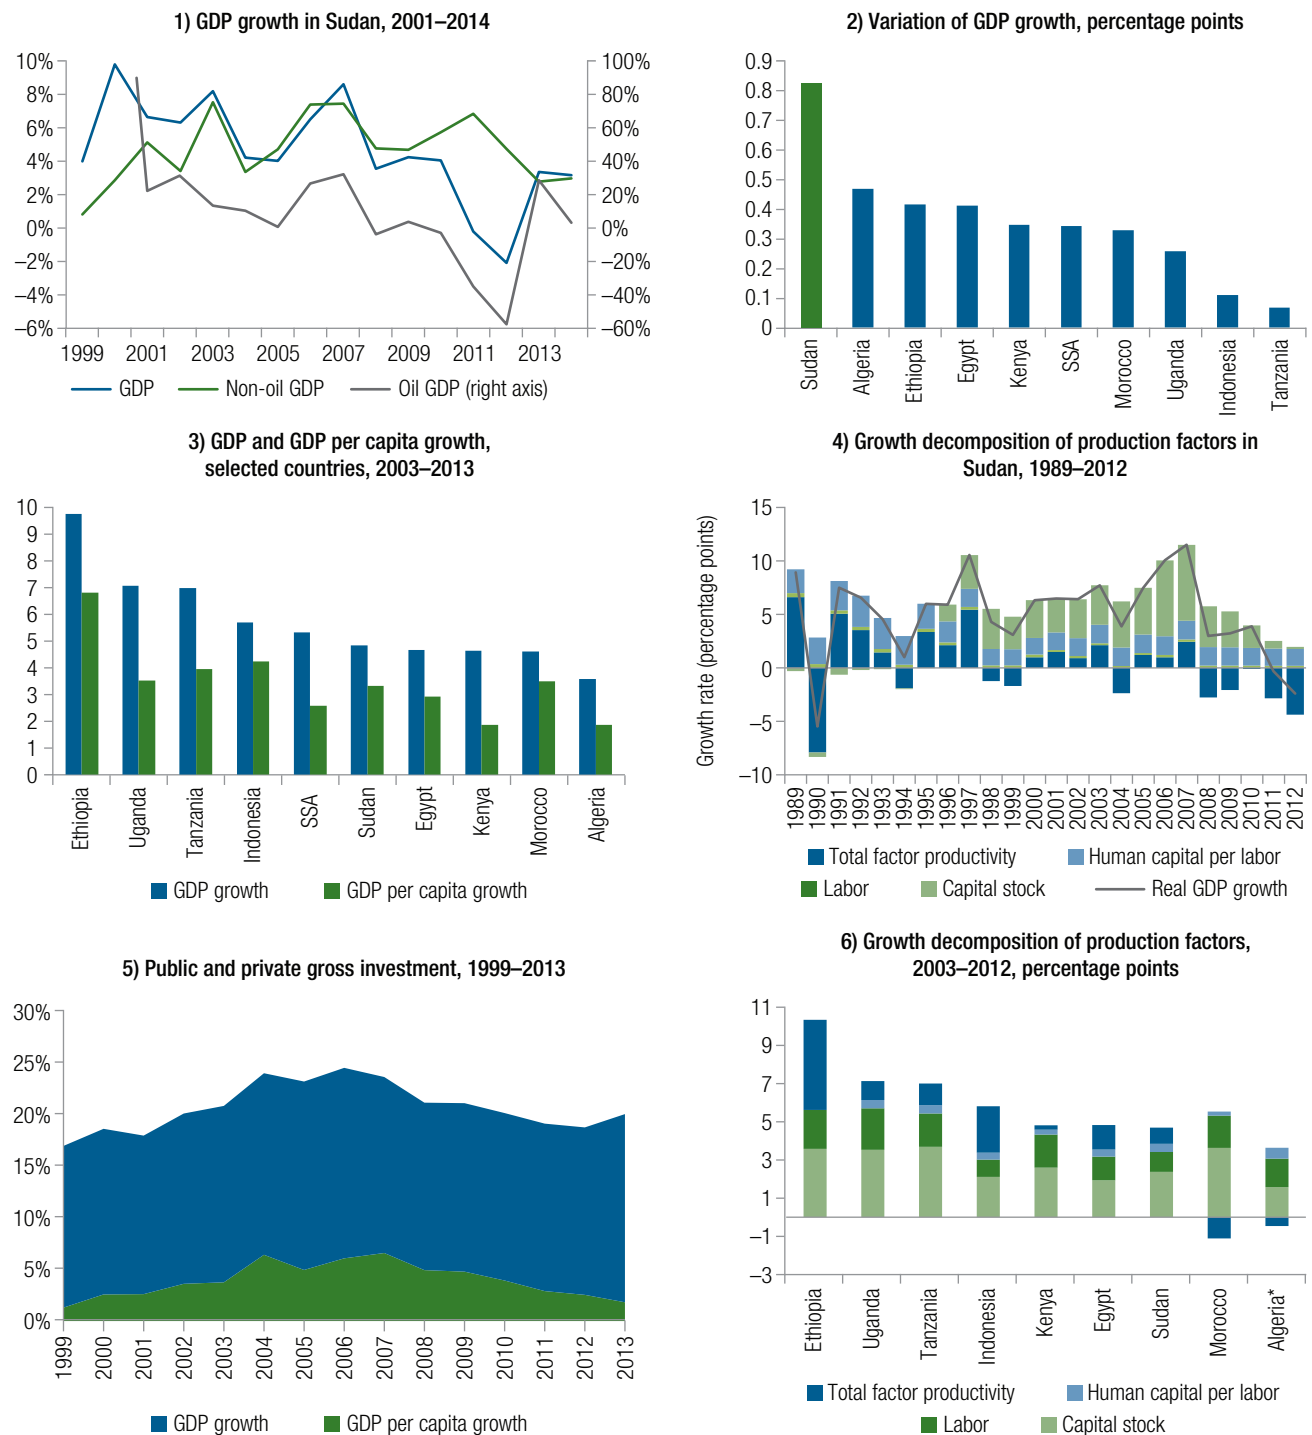 1) GDP growth in Sudan, 2001–2014
10%
8%
6%
4%
2%
0%
–2%
–4%
–6%
100%
80%
60%
40%
20%
0%
–20%
–40%
–60%
1999 2001 2003 2005 2007 2009 2011 2013
GDP Non-oil GDP Oil GDP (right axis)
2) Variation of GDP growth, percentage points
0.9
0.8
0.7
0.6
0.5
0.4
0.3
0.2
0.1
0
Sudan
Algeria
Ethiopia
Egypt
Kenya
SSA
Morocco
Uganda
Indonesia
Tanzania
3) GDP and GDP per capita growth,
selected countries, 2003–2013
10
9
8
7
6
5
4
3
2
1
0
Ethiopia
Uganda
Tanzania
Indonesia
SSA
Sudan
Egypt
Kenya
Morocco
Algeria
GDP growth GDP per capita growth
4) Growth decomposition of production factors in
Sudan, 1989–2012
Growth rate (percentage points)
15
10
5
0
–5
–10
1989
1990
1991
1992
1993
1994
1995
1996
1997
1998
1999
2000
2001
2002
2003
2004
2005
2006
2007
2008
2009
2010
2011
2012
Total factor productivity Human capital per labor
Labor Capital stock Real GDP growth
5) Public and private gross investment, 1999–2013
30%
25%
20%
15%
10%
5%
0%
1999
2000
2001
2002
2003
2004
2005
2006
2007
2008
2009
2010
2011
2012
2013
GDP growth GDP per capita growth
6) Growth decomposition of production factors,
2003–2012, percentage points
11
9
7
5
3
1
–1
–3
Ethiopia
Uganda
Tanzania
Indonesia
Kenya
Egypt
Sudan
Morocco
Algeria*
Total factor productivity Human capital per labor
Labor Capital stock